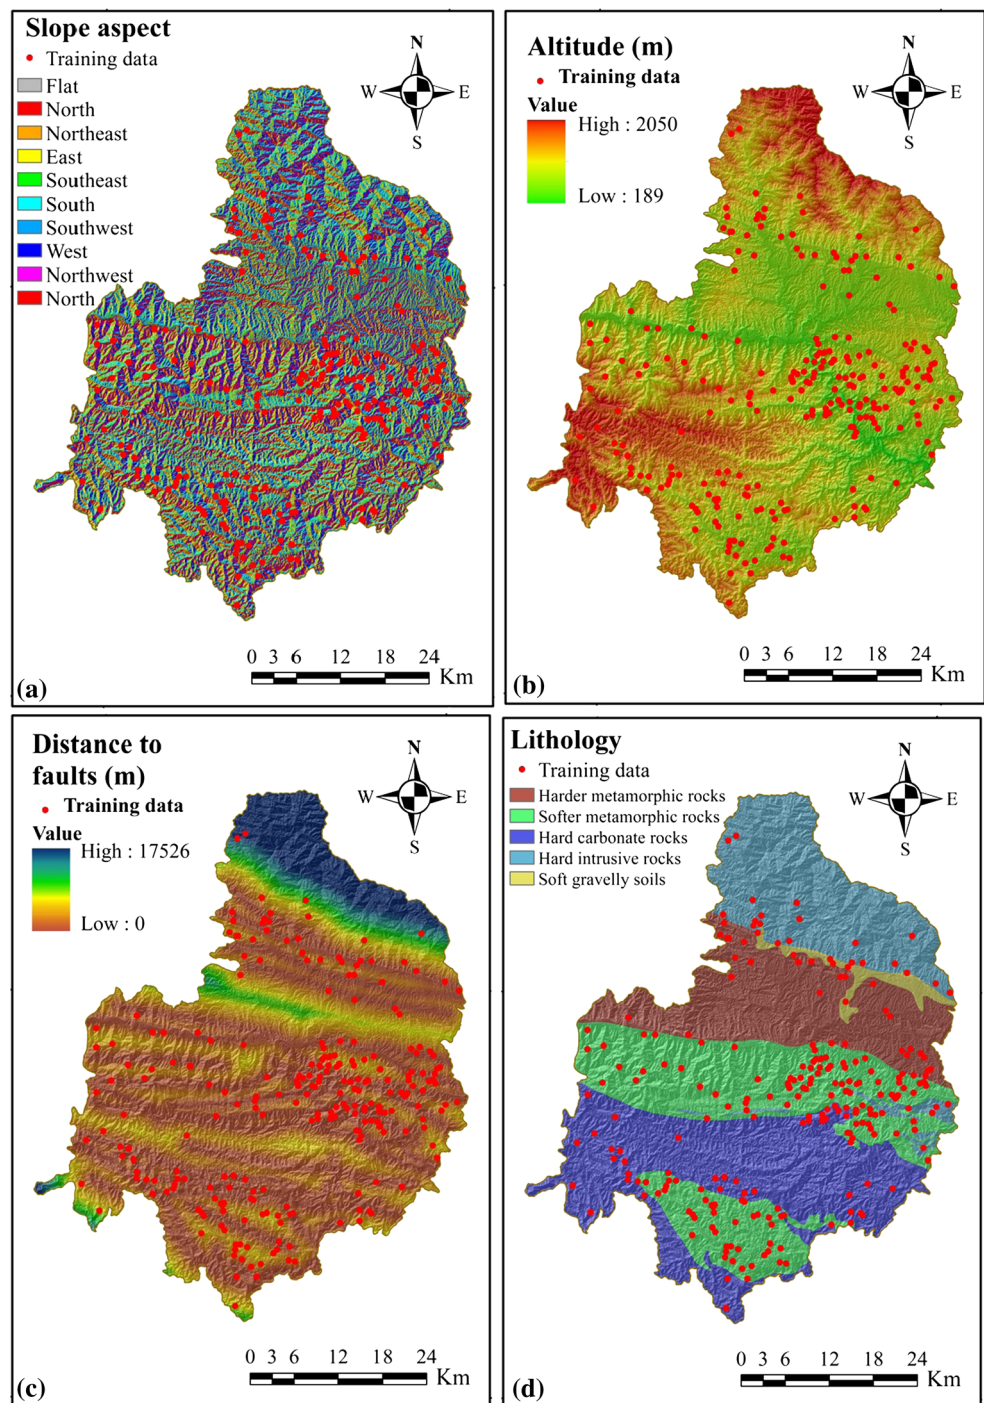 Slope aspect
Training data
Flat
North
Northeast
East
Southeast
South
Southwest
West
Northwest
North
N
W E
S
0 3 6 12 18 24
Km
(a)
Altitude (m)
Training data
Value
High : 2050
Low : 189
N
W E
S
0 3 6 12 18 24
Km
(b)
Distance to
faults (m)
Training data
Value
High : 17526
Low : 0
N
W E
S
0 3 6 12 18 24
Km
(c)
Lithology
Training data
Harder metamorphic rocks
Softer metamorphic rocks
Hard carbonate rocks
Hard intrusive rocks
Soft gravelly soils
N
W E
S
0 3 6 12 18 24
Km
(d)